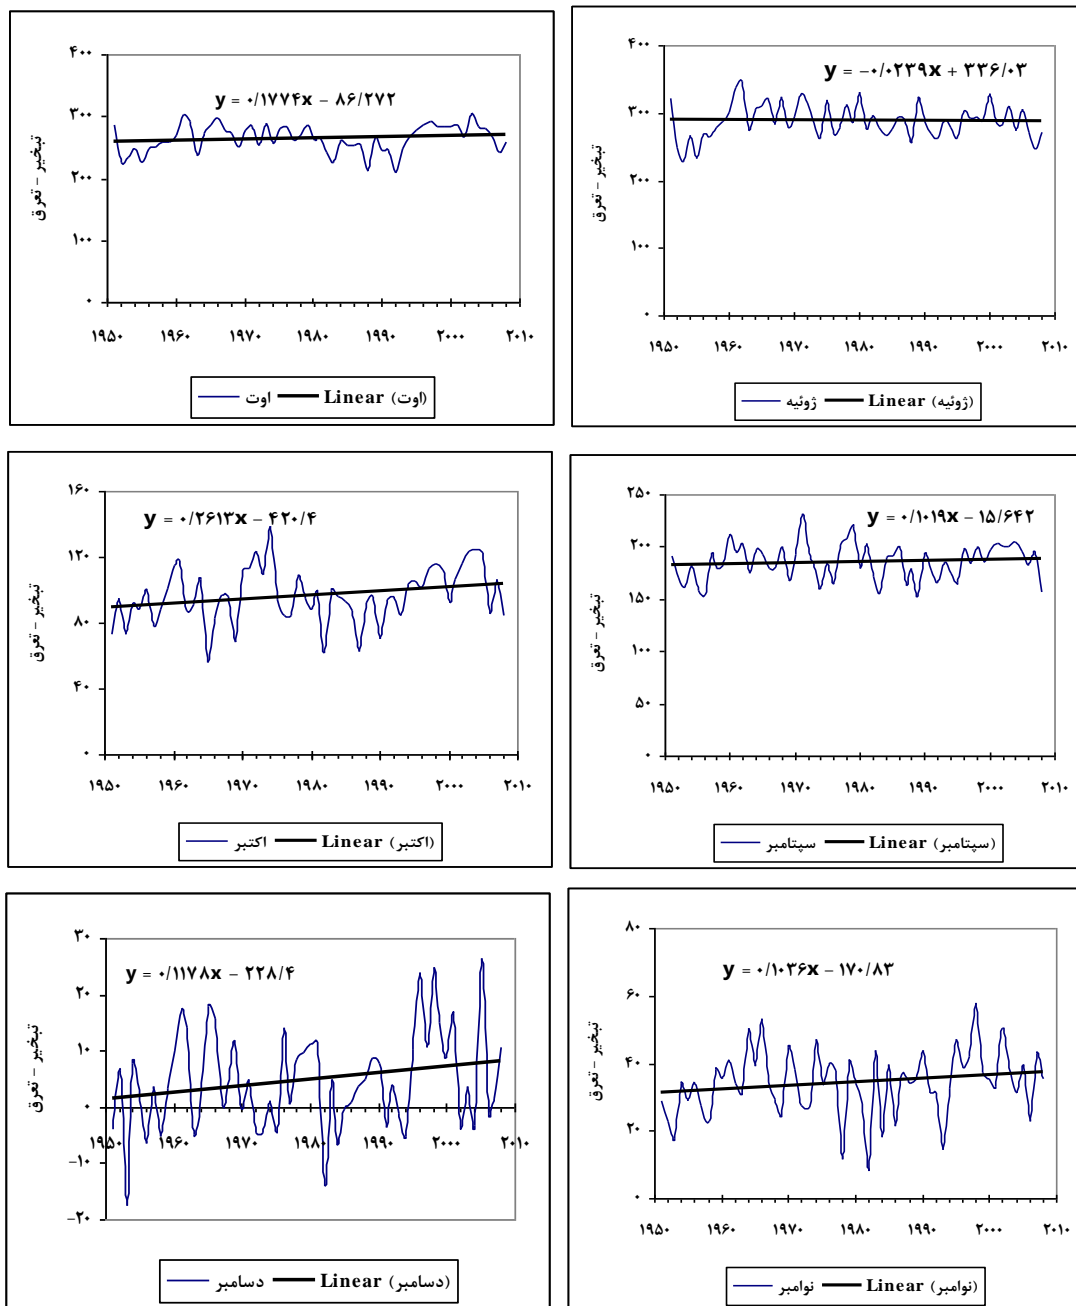 y = ۰/۱۷۷۴x − ۸۶/۲۷۲
تبخیر - تعرق
۴۰۰
۳۰۰
۲۰۰
۱۰۰
۰
۱۹۵۰ ۱۹۶۰ ۱۹۷۰ ۱۹۸۰ ۱۹۹۰ ۲۰۰۰ ۲۰۱۰
اوت Linear (اوت)
y = −۰/۰۲۳۹x + ۳۳۶/۰۳
تبخیر - تعرق
۴۰۰
۳۰۰
۲۰۰
۱۰۰
۰
۱۹۵۰ ۱۹۶۰ ۱۹۷۰ ۱۹۸۰ ۱۹۹۰ ۲۰۰۰ ۲۰۱۰
ژوئیه Linear (ژوئیه)
y = ۰/۲۶۱۳x − ۴۲۰/۴
تبخیر - تعرق
۱۶۰
۱۲۰
۸۰
۴۰
۰
۱۹۵۰ ۱۹۶۰ ۱۹۷۰ ۱۹۸۰ ۱۹۹۰ ۲۰۰۰ ۲۰۱۰
اکتبر Linear (اکتبر)
y = ۰/۱۰۱۹x − ۱۵/۶۴۲
تبخیر - تعرق
۲۵۰
۲۰۰
۱۵۰
۱۰۰
۵۰
۰
۱۹۵۰ ۱۹۶۰ ۱۹۷۰ ۱۹۸۰ ۱۹۹۰ ۲۰۰۰ ۲۰۱۰
سپتامبر Linear (سپتامبر)
y = ۰/۱۱۷۸x − ۲۲۸/۴
تبخیر - تعرق
۳۰
۲۰
۱۰
۰
−۱۰
−۲۰
۱۹۵۰ ۱۹۶۰ ۱۹۷۰ ۱۹۸۰ ۱۹۹۰ ۲۰۰۰ ۲۰۱۰
دسامبر Linear (دسامبر)
y = ۰/۱۰۳۶x − ۱۷۰/۸۳
تبخیر - تعرق
۸۰
۶۰
۴۰
۲۰
۰
۱۹۵۰ ۱۹۶۰ ۱۹۷۰ ۱۹۸۰ ۱۹۹۰ ۲۰۰۰ ۲۰۱۰
نوامبر Linear (نوامبر)